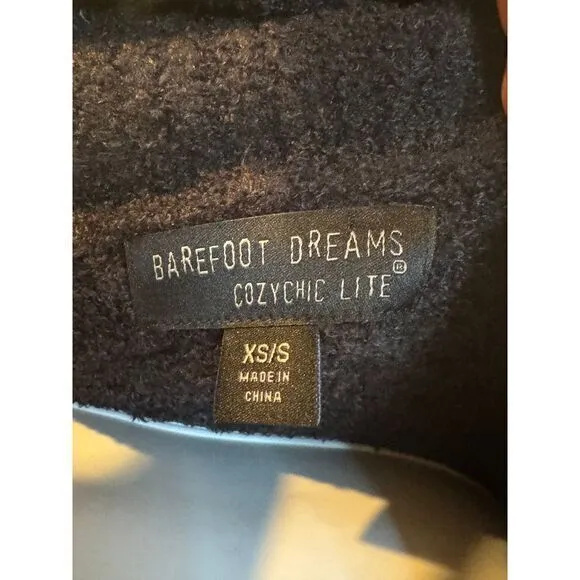 BAREFOOT DREAMS
COZYCHIC LITE®
XS/S
MADE IN
CHINA